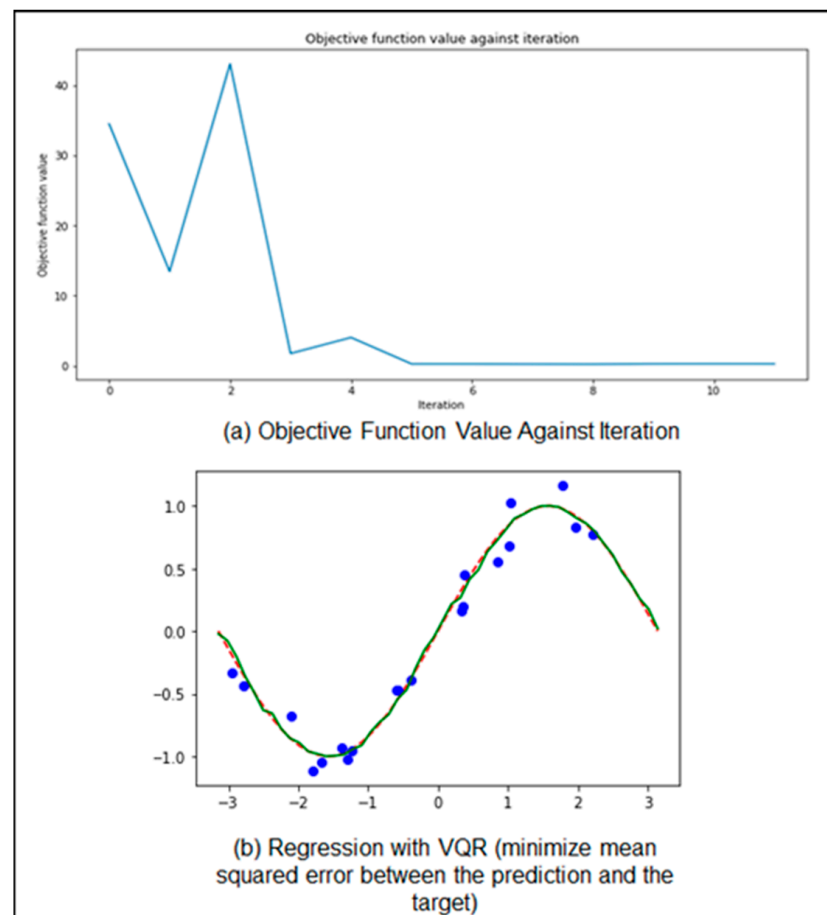 Objective function value against iteration
Objective function value
40
30
20
10
0
0 2 4 6 8 10
Iteration
(a) Objective Function Value Against Iteration
1.0
0.5
0.0
−0.5
−1.0
−3 −2 −1 0 1 2 3
(b) Regression with VQR (minimize mean
squared error between the prediction and the
target)